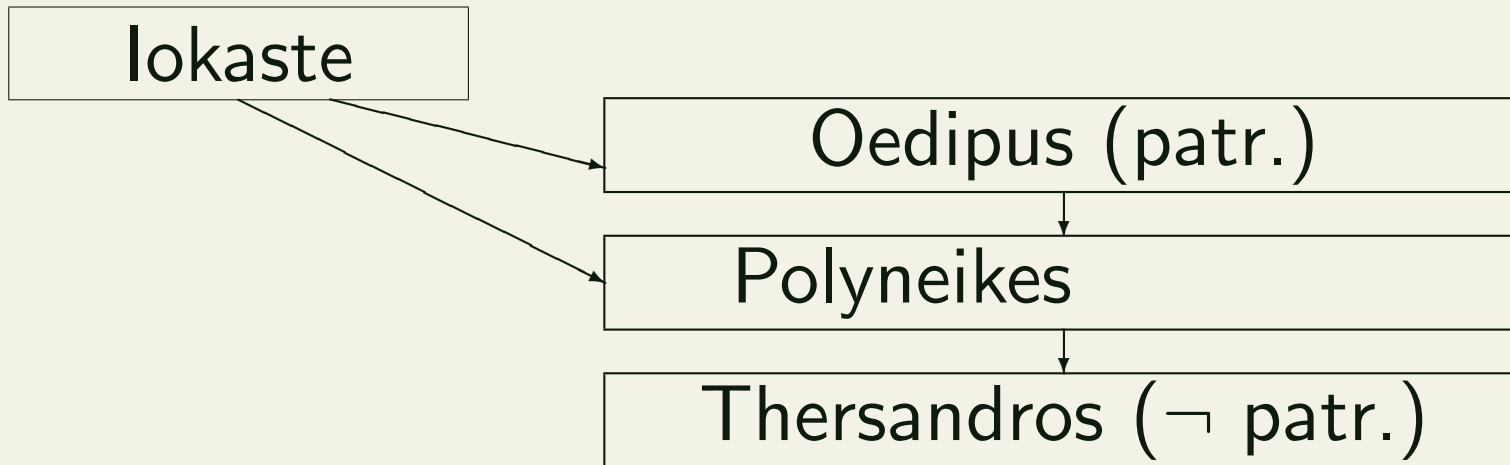 Iokaste
Oedipus (patr.)
Polyneikes
Thersandros (¬ patr.)